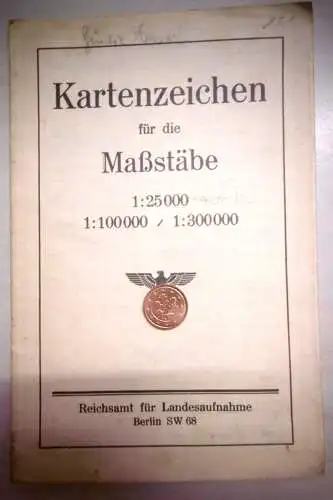 Kartenzeichen
für die
Maßstäbe
1:25000
1:100000 / 1:300000
Reichsamt für Landesaufnahme
Berlin SW 68